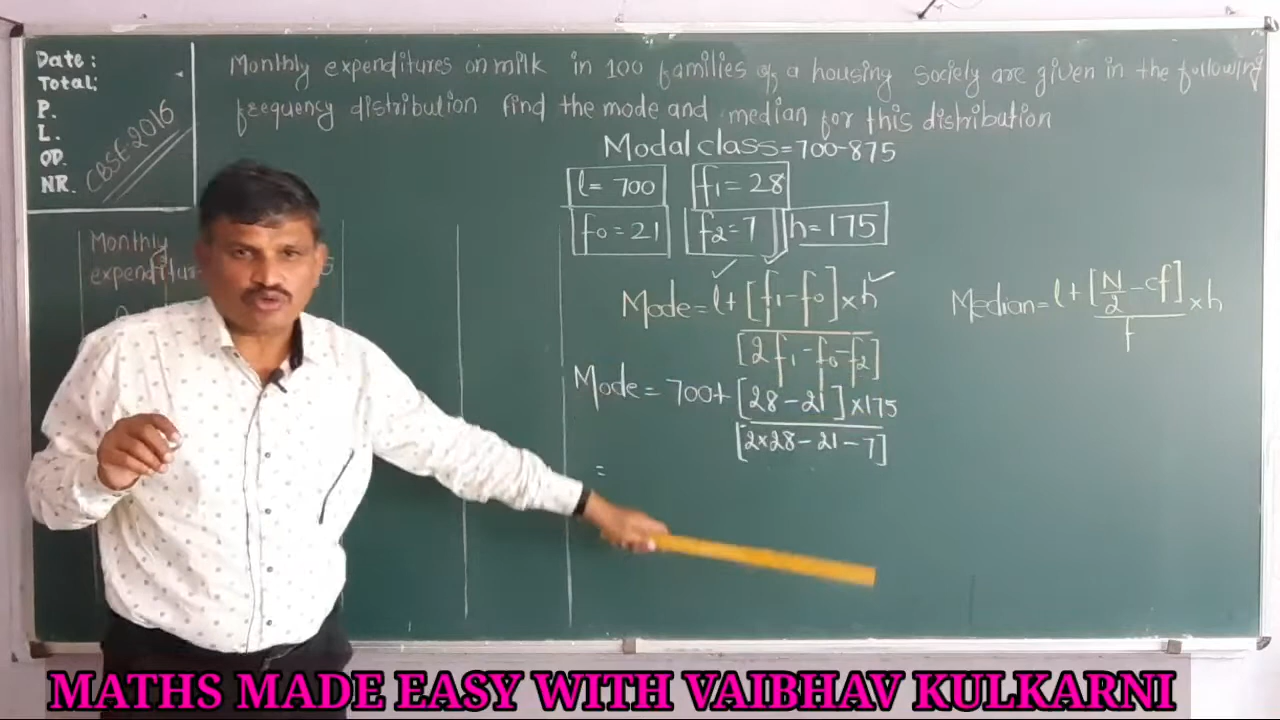 Date:
Total:
P.
L.
OP.
NR.
CBSE-2016
Monthly expenditures on milk in 100 families of a housing society are given in the following
frequency distribution find the mode and median for this distribution
Modal class=700-875
l= 700 f1=28
f0=21 f2=7 h=175
Monthly
Mode=l+[f1-f0]×h
[2f1-f0-f2]
Median=l+[N/2-cf]×h
f
Mode=700+[28-21]×175
[2×28-21-7]
=
MATHS MADE EASY WITH VAIBHAV KULKARNI